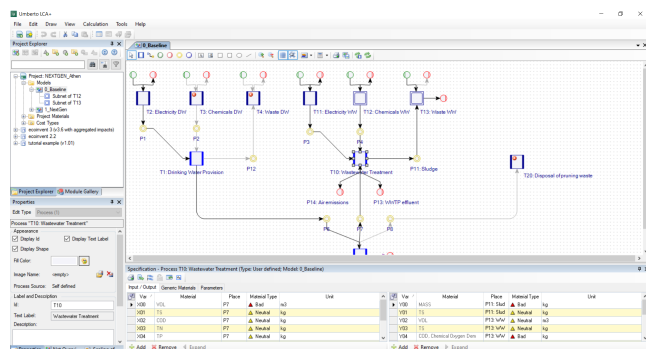 Umberto LCA+
File Edit Draw View Calculation Tools Help
Project Explorer
0_Baseline
Project: NEXTGEN_Athen
Models
0_Baseline
Subnet of T12
Subnet of T13
1_NextGen
Project Materials
Cost Types
ecoinvent 3.6 (v3.6 with aggregated impacts)
ecoinvent 2.2
tutorial example (v1.01)
Project Explorer Module Gallery
T2: Electricity DW T3: Chemicals DW T4: Waste DW T11: Electricity WW T12: Chemicals WW T13: Waste WW
P1 P2 P3 P4
T1: Drinking Water Provision P12 T10: Wastewater Treatment P11: Sludge
T20: Disposal of pruning waste
P14: Air emissions P13: WWTP effluent
P6 P7 P8
Properties
Edit Type Process (1)
Process "T10: Wastewater Treatment"
Appearance
Display Id Display Text Label
Display Shape
Fill Color:
Image Name: <empty>
Process Source: Self defined
Label and Description
Id: T10
Text Label: Wastewater Treatment
Description:
Specification - Process T10: Wastewater Treatment (Type: User defined; Model: 0_Baseline)
Input / Output Generic Materials Parameters
Var Material Place Material Type Unit
X00 VOL P7 Bad m3
X01 TS P7 Neutral kg
X02 COD P7 Neutral kg
X03 TN P7 Neutral kg
X04 TP P7 Neutral kg
Add Remove Expand
Var Material Place Material Type Unit
Y00 MASS P11: Slud Bad kg
Y01 TS P11: Slud Neutral kg
Y02 VOL P13: WW Bad m3
Y03 TS P13: WW Neutral kg
Y04 COD, Chemical Oxygen Dem P13: WW Neutral kg
Add Remove Expand